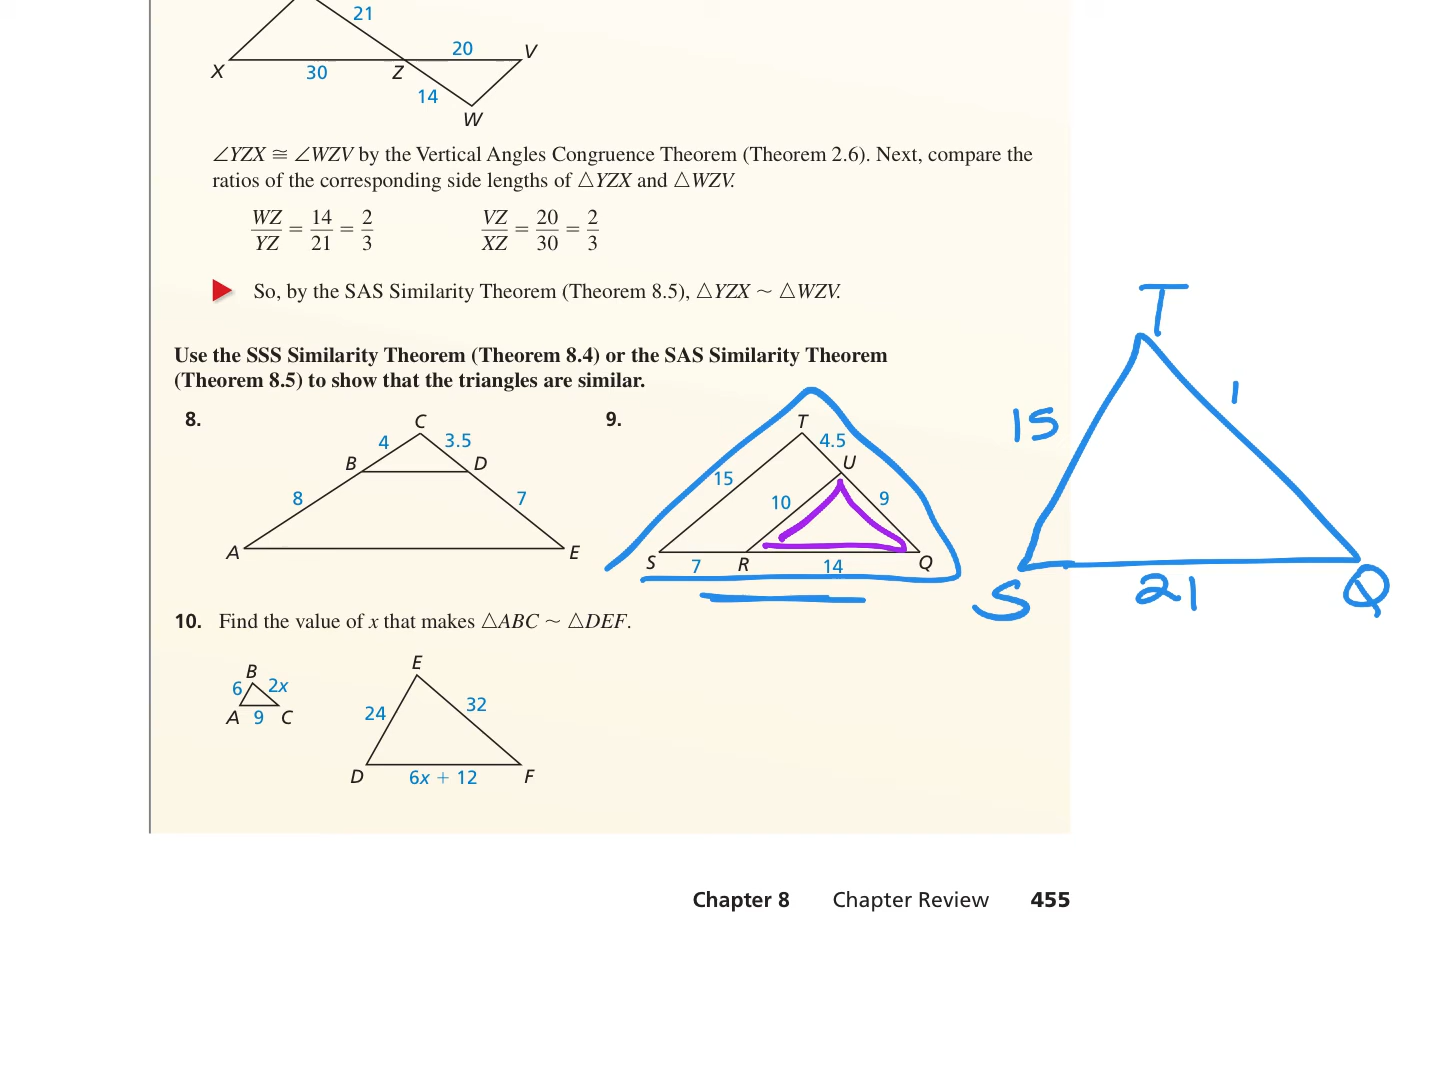 21
20
V
X
30
Z
14
W
∠YZX ≅ ∠WZV by the Vertical Angles Congruence Theorem (Theorem 2.6). Next, compare the
ratios of the corresponding side lengths of △YZX and △WZV.
WZ/YZ = 14/21 = 2/3 VZ/XZ = 20/30 = 2/3
So, by the SAS Similarity Theorem (Theorem 8.5), △YZX ~ △WZV.
Use the SSS Similarity Theorem (Theorem 8.4) or the SAS Similarity Theorem
(Theorem 8.5) to show that the triangles are similar.
8.
C
4
3.5
B
D
8
7
A
E
9.
T
4.5
U
15
10
9
S
7
R
14
Q
T
15
1
S
21
Q
10. Find the value of x that makes △ABC ~ △DEF.
B
6
2x
A 9 C
E
24
32
D
6x + 12
F
Chapter 8 Chapter Review 455